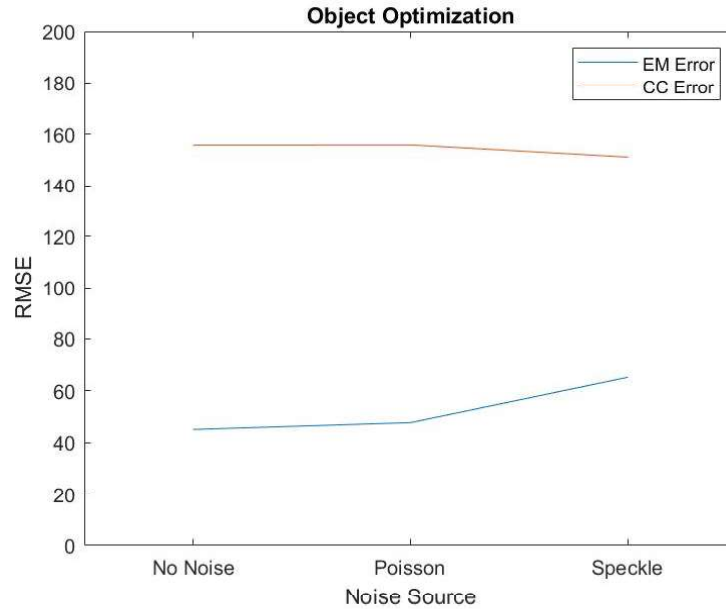 Object Optimization
EM Error
CC Error
200
180
160
140
120
100
80
60
40
20
0
RMSE
No Noise
Poisson
Speckle
Noise Source